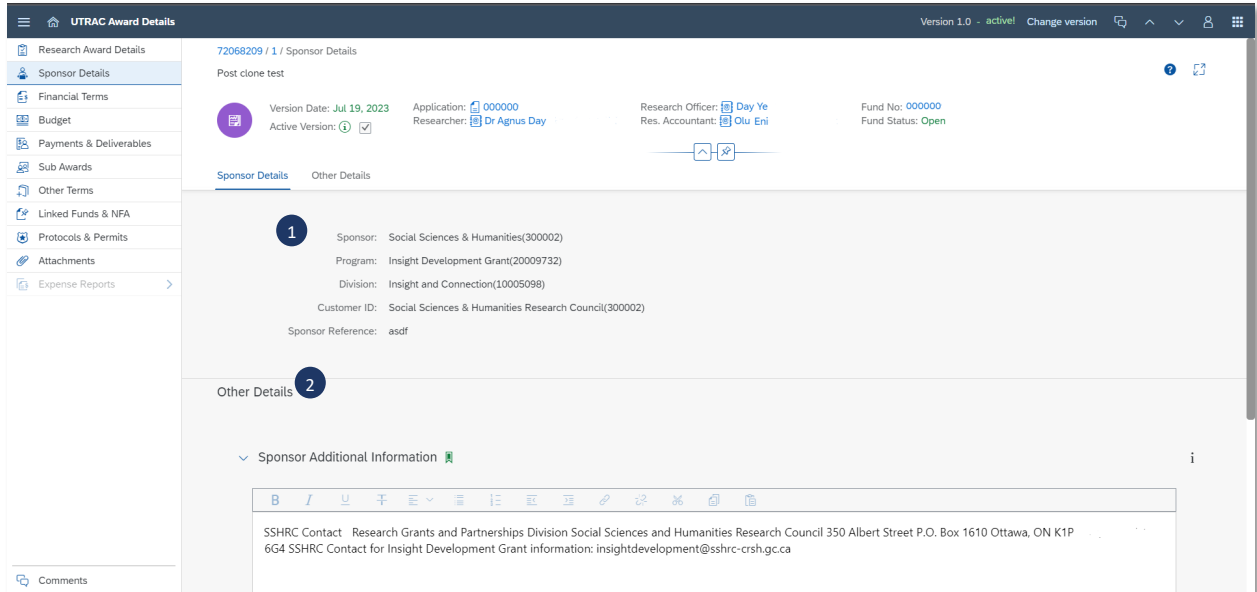 UTRAC Award Details
Version 1.0 - active! Change version
Research Award Details
Sponsor Details
Financial Terms
Budget
Payments & Deliverables
Sub Awards
Other Terms
Linked Funds & NFA
Protocols & Permits
Attachments
Expense Reports
Comments
72068209 / 1 / Sponsor Details
Post clone test
Version Date: Jul 19, 2023
Active Version:
Application: 000000
Researcher: Dr Agnus Day
Research Officer: Day Ye
Res. Accountant: Olu Eni
Fund No: 000000
Fund Status: Open
Sponsor Details Other Details
1
Sponsor: Social Sciences & Humanities(300002)
Program: Insight Development Grant(20009732)
Division: Insight and Connection(10005098)
Customer ID: Social Sciences & Humanities Research Council(300002)
Sponsor Reference: asdf
Other Details 2
Sponsor Additional Information
i
B I U T
SSHRC Contact Research Grants and Partnerships Division Social Sciences and Humanities Research Council 350 Albert Street P.O. Box 1610 Ottawa, ON K1P
6G4 SSHRC Contact for Insight Development Grant information: insightdevelopment@sshrc-crsh.gc.ca